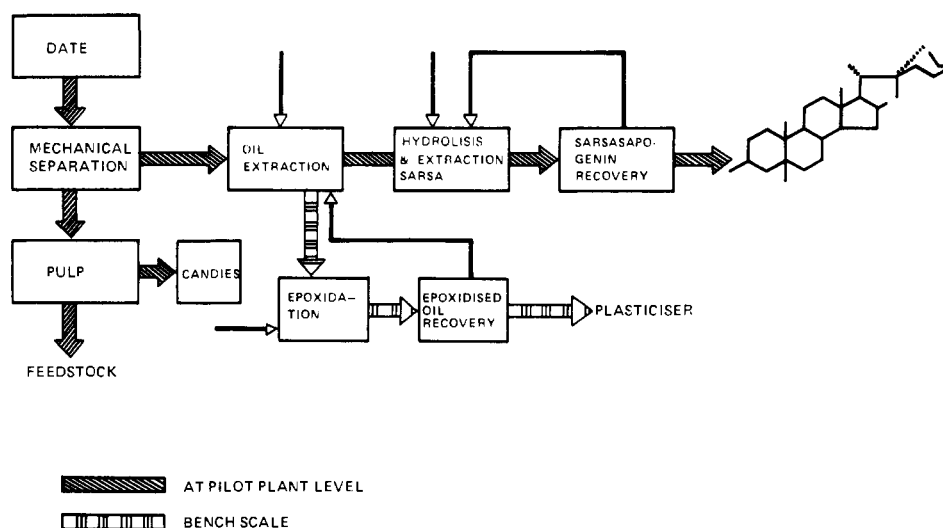 DATE
MECHANICAL
SEPARATION
OIL
EXTRACTION
HYDROLISIS
& EXTRACTION
SARSA
SARSASAPO-
GENIN
RECOVERY
PULP
CANDIES
EPOXIDA-
TION
EPOXIDISED
OIL
RECOVERY
PLASTICISER
FEEDSTOCK
AT PILOT PLANT LEVEL
BENCH SCALE